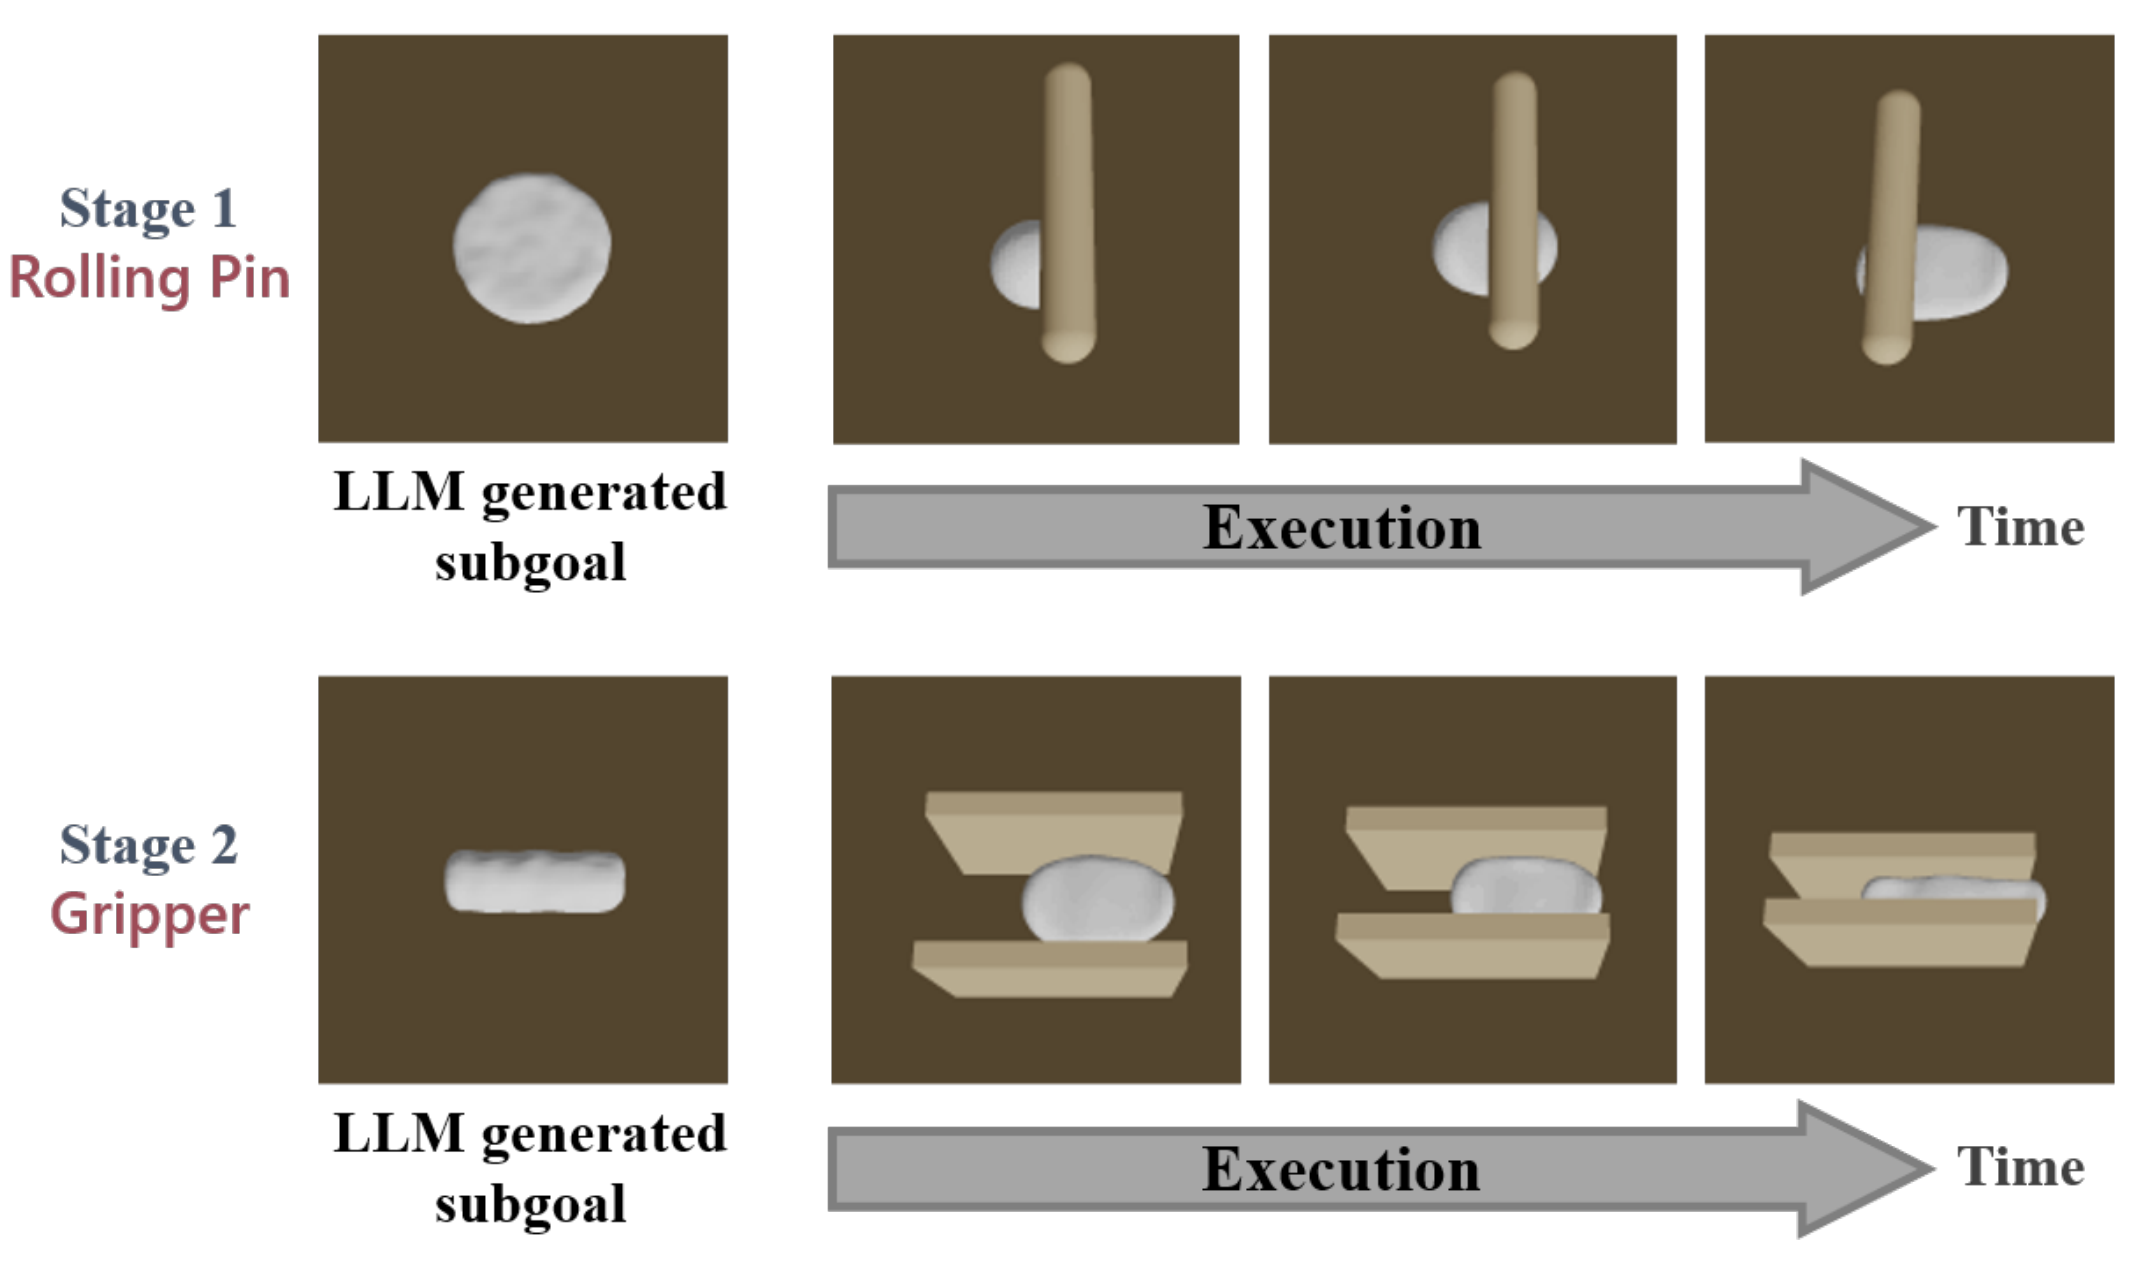 Stage 1
Rolling Pin
LLM generated
subgoal
Execution
Time
Stage 2
Gripper
LLM generated
subgoal
Execution
Time